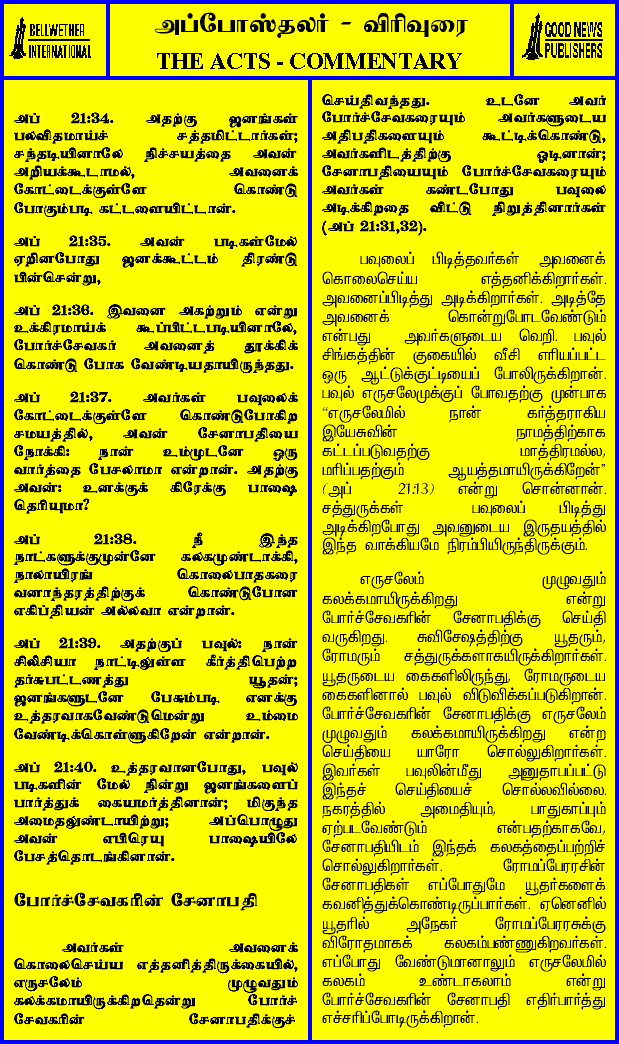 BELLWETHER
INTERNATIONAL
அப்போஸ்தலர் - விரிவுரை
THE ACTS - COMMENTARY
GOOD NEWS
PUBLISHERS
அப் 21:34. அதற்கு ஜனங்கள்
பலவிதமாய்ச் சத்தமிட்டார்கள்;
சந்தடியினாலே நிச்சயத்தை அவன்
அறியக்கூடாமல், அவனைக்
கோட்டைக்குள்ளே கொண்டு
போகும்படி கட்டளையிட்டான்.
அப் 21:35. அவன் படிகள்மேல்
ஏறினபோது ஜனக்கூட்டம் திரண்டு
பின்சென்று,
அப் 21:36. இவனை அகற்றும் என்று
உக்கிரமாய்க் கூப்பிட்டபடியினாலே,
போர்ச்சேவகர் அவனைத் தூக்கிக்
கொண்டு போக வேண்டியதாயிருந்தது.
அப் 21:37. அவர்கள் பவுலைக்
கோட்டைக்குள்ளே கொண்டுபோகிற
சமயத்தில், அவன் சேனாபதியை
நோக்கி: நான் உம்முடனே ஒரு
வார்த்தை பேசலாமா என்றான். அதற்கு
அவன்: உனக்குக் கிரேக்கு பாஷை
தெரியுமா?
அப் 21:38. நீ இந்த
நாட்களுக்குமுன்னே கலகமுண்டாக்கி,
நாலாயிரங் கொலைபாதகரை
வனாந்தரத்திற்குக் கொண்டுபோன
எகிப்தியன் அல்லவா என்றான்.
அப் 21:39. அதற்குப் பவுல்: நான்
சிலிசியா நாட்டிலுள்ள கீர்த்திபெற்ற
தர்சுபட்டணத்து யூதன்;
ஜனங்களுடனே பேசும்படி எனக்கு
உத்தரவாகவேண்டுமென்று உம்மை
வேண்டிக்கொள்ளுகிறேன் என்றான்.
அப் 21:40. உத்தரவானபோது, பவுல்
படிகளின் மேல் நின்று ஜனங்களைப்
பார்த்துக் கையமர்த்தினான்; மிகுந்த
அமைதலுண்டாயிற்று; அப்பொழுது
அவன் எபிரெயு பாஷையிலே
பேசத்தொடங்கினான்.
போர்ச்சேவகரின் சேனாபதி
அவர்கள் அவனைக்
கொலைசெய்ய எத்தனித்திருக்கையில்,
எருசலேம் முழுவதும்
கலக்கமாயிருக்கிறதென்று போர்ச்
சேவகரின் சேனாபதிக்குச்
செய்திவந்தது. உடனே அவர்
போர்ச்சேவகரையும் அவர்களுடைய
அதிபதிகளையும் கூட்டிக்கொண்டு,
அவர்களிடத்திற்கு ஓடினான்;
சேனாபதியையும் போர்ச்சேவகரையும்
அவர்கள் கண்டபோது பவுலை
அடிக்கிறதை விட்டு நிறுத்தினார்கள்
(அப் 21:31,32).
பவுலைப் பிடித்தவர்கள் அவனைக்
கொலைசெய்ய எத்தனிக்கிறார்கள்.
அவனைப்பிடித்து அடிக்கிறார்கள். அடித்தே
அவனைக் கொன்றுபோடவேண்டும்
என்பது அவர்களுடைய வெறி. பவுல்
சிங்கத்தின் குகையில் வீசி எரியப்பட்ட
ஒரு ஆட்டுக்குட்டியைப் போலிருக்கிறான்.
பவுல் எருசலேமுக்குப் போவதற்கு முன்பாக
“எருசலேமில் நான் கர்த்தராகிய
இயேசுவின் நாமத்திற்காக
கட்டப்படுவதற்கு மாத்திரமல்ல,
மரிப்பதற்கும் ஆயத்தமாயிருக்கிறேன்”
(அப் 21:13) என்று சொன்னான்.
சத்துருக்கள் பவுலைப் பிடித்து
அடிக்கிறபோது அவனுடைய இருதயத்தில்
இந்த வாக்கியமே நிரம்பியிருந்திருக்கும்.
எருசலேம் முழுவதும்
கலக்கமாயிருக்கிறது என்று
போர்ச்சேவகரின் சேனாபதிக்கு செய்தி
வருகிறது. சுவிசேஷத்திற்கு யூதரும்,
ரோமரும் சத்துருக்களாகயிருக்கிறார்கள்.
யூதருடைய கைகளிலிருந்து, ரோமருடைய
கைகளினால் பவுல் விடுவிக்கப்படுகிறான்.
போர்ச்சேவகரின் சேனாபதிக்கு எருசலேம்
முழுவதும் கலக்கமாயிருக்கிறது என்ற
செய்தியை யாரோ சொல்லுகிறார்கள்.
இவர்கள் பவுலின்மீது அனுதாபப்பட்டு
இந்தச் செய்தியைச் சொல்லவில்லை.
நகரத்தில் அமைதியும், பாதுகாப்பும்
ஏற்படவேண்டும் என்பதற்காகவே,
சேனாபதியிடம் இந்தக் கலகத்தைப்பற்றிச்
சொல்லுகிறார்கள். ரோமப்பேரரசின்
சேனாபதிகள் எப்போதுமே யூதர்களைக்
கவனித்துக்கொண்டிருப்பார்கள். ஏனெனில்
யூதரில் அநேகர் ரோமப்பேரரசுக்கு
விரோதமாகக் கலகம்பண்ணுகிறவர்கள்.
எப்போது வேண்டுமானாலும் எருசலேமில்
கலகம் உண்டாகலாம் என்று
போர்ச்சேவகரின் சேனாபதி எதிர்பார்த்து
எச்சரிப்போடிருக்கிறான்.